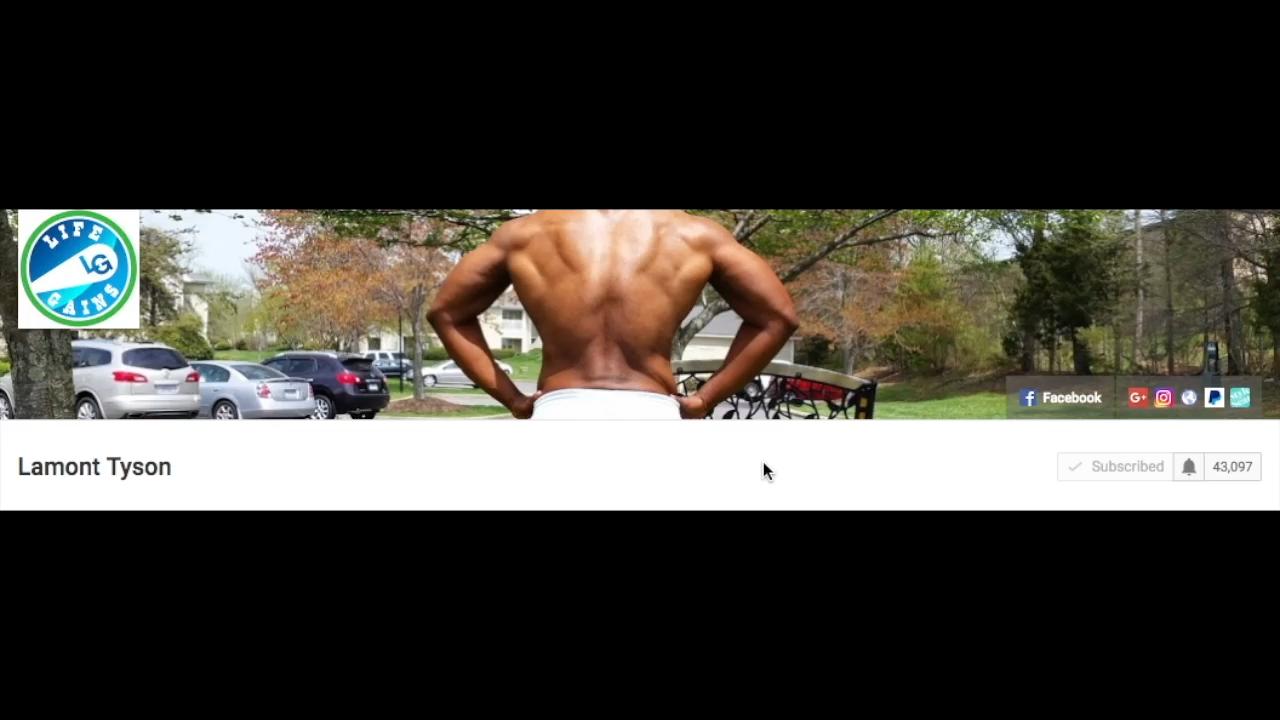 LIFE
LG
GAINS
Facebook
G+
Lamont Tyson
Subscribed
43,097